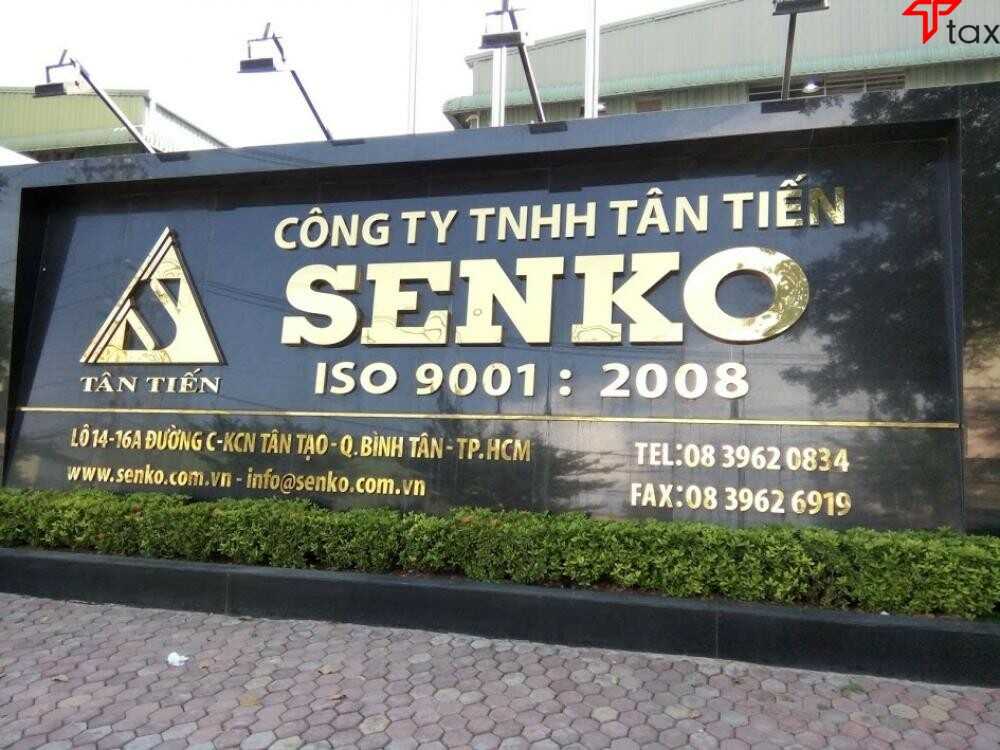 tax
CÔNG TY TNHH TÂN TIẾN
SENKO
ISO 9001 : 2008
TÂN TIẾN
LÔ 14-16A ĐƯỜNG C-KCN TÂN TẠO - Q. BÌNH TÂN - TP.HCM
www.senko.com.vn - info@senko.com.vn
TEL: 08 3962 0834
FAX: 08 3962 6919